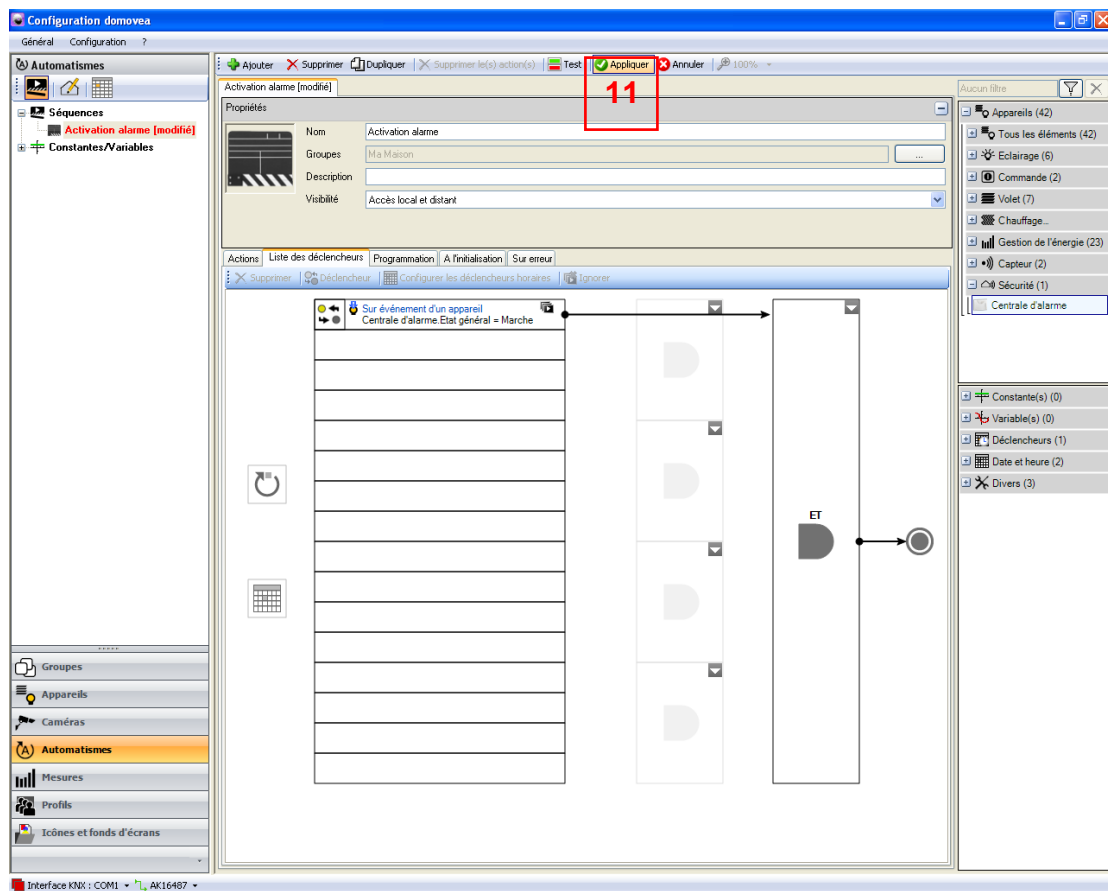 Configuration domovea
Général Configuration ?
Automatismes
Séquences
Activation alarme [modifié]
Constantes/Variables
Groupes
Appareils
Caméras
Automatismes
Mesures
Profils
Icônes et fonds d'écrans
Ajouter Supprimer Dupliquer Supprimer le(s) action(s) Test Appliquer Annuler 100%
11
Activation alarme [modifié]
Propriétés
Nom Activation alarme
Groupes Ma Maison ...
Description
Visibilité Accès local et distant
Actions Liste des déclencheurs Programmation A l'initialisation Sur erreur
Supprimer Déclencheur Configurer les déclencheurs horaires Ignorer
Sur événement d'un appareil
Centrale d'alarme.Etat général = Marche
ET
Aucun filtre
Appareils (42)
Tous les éléments (42)
Eclairage (6)
Commande (2)
Volet (7)
Chauffage...
Gestion de l'énergie (23)
Capteur (2)
Sécurité (1)
Centrale d'alarme
Constante(s) (0)
Variable(s) (0)
Déclencheurs (1)
Date et heure (2)
Divers (3)
Interface KNX : COM1 AK16487